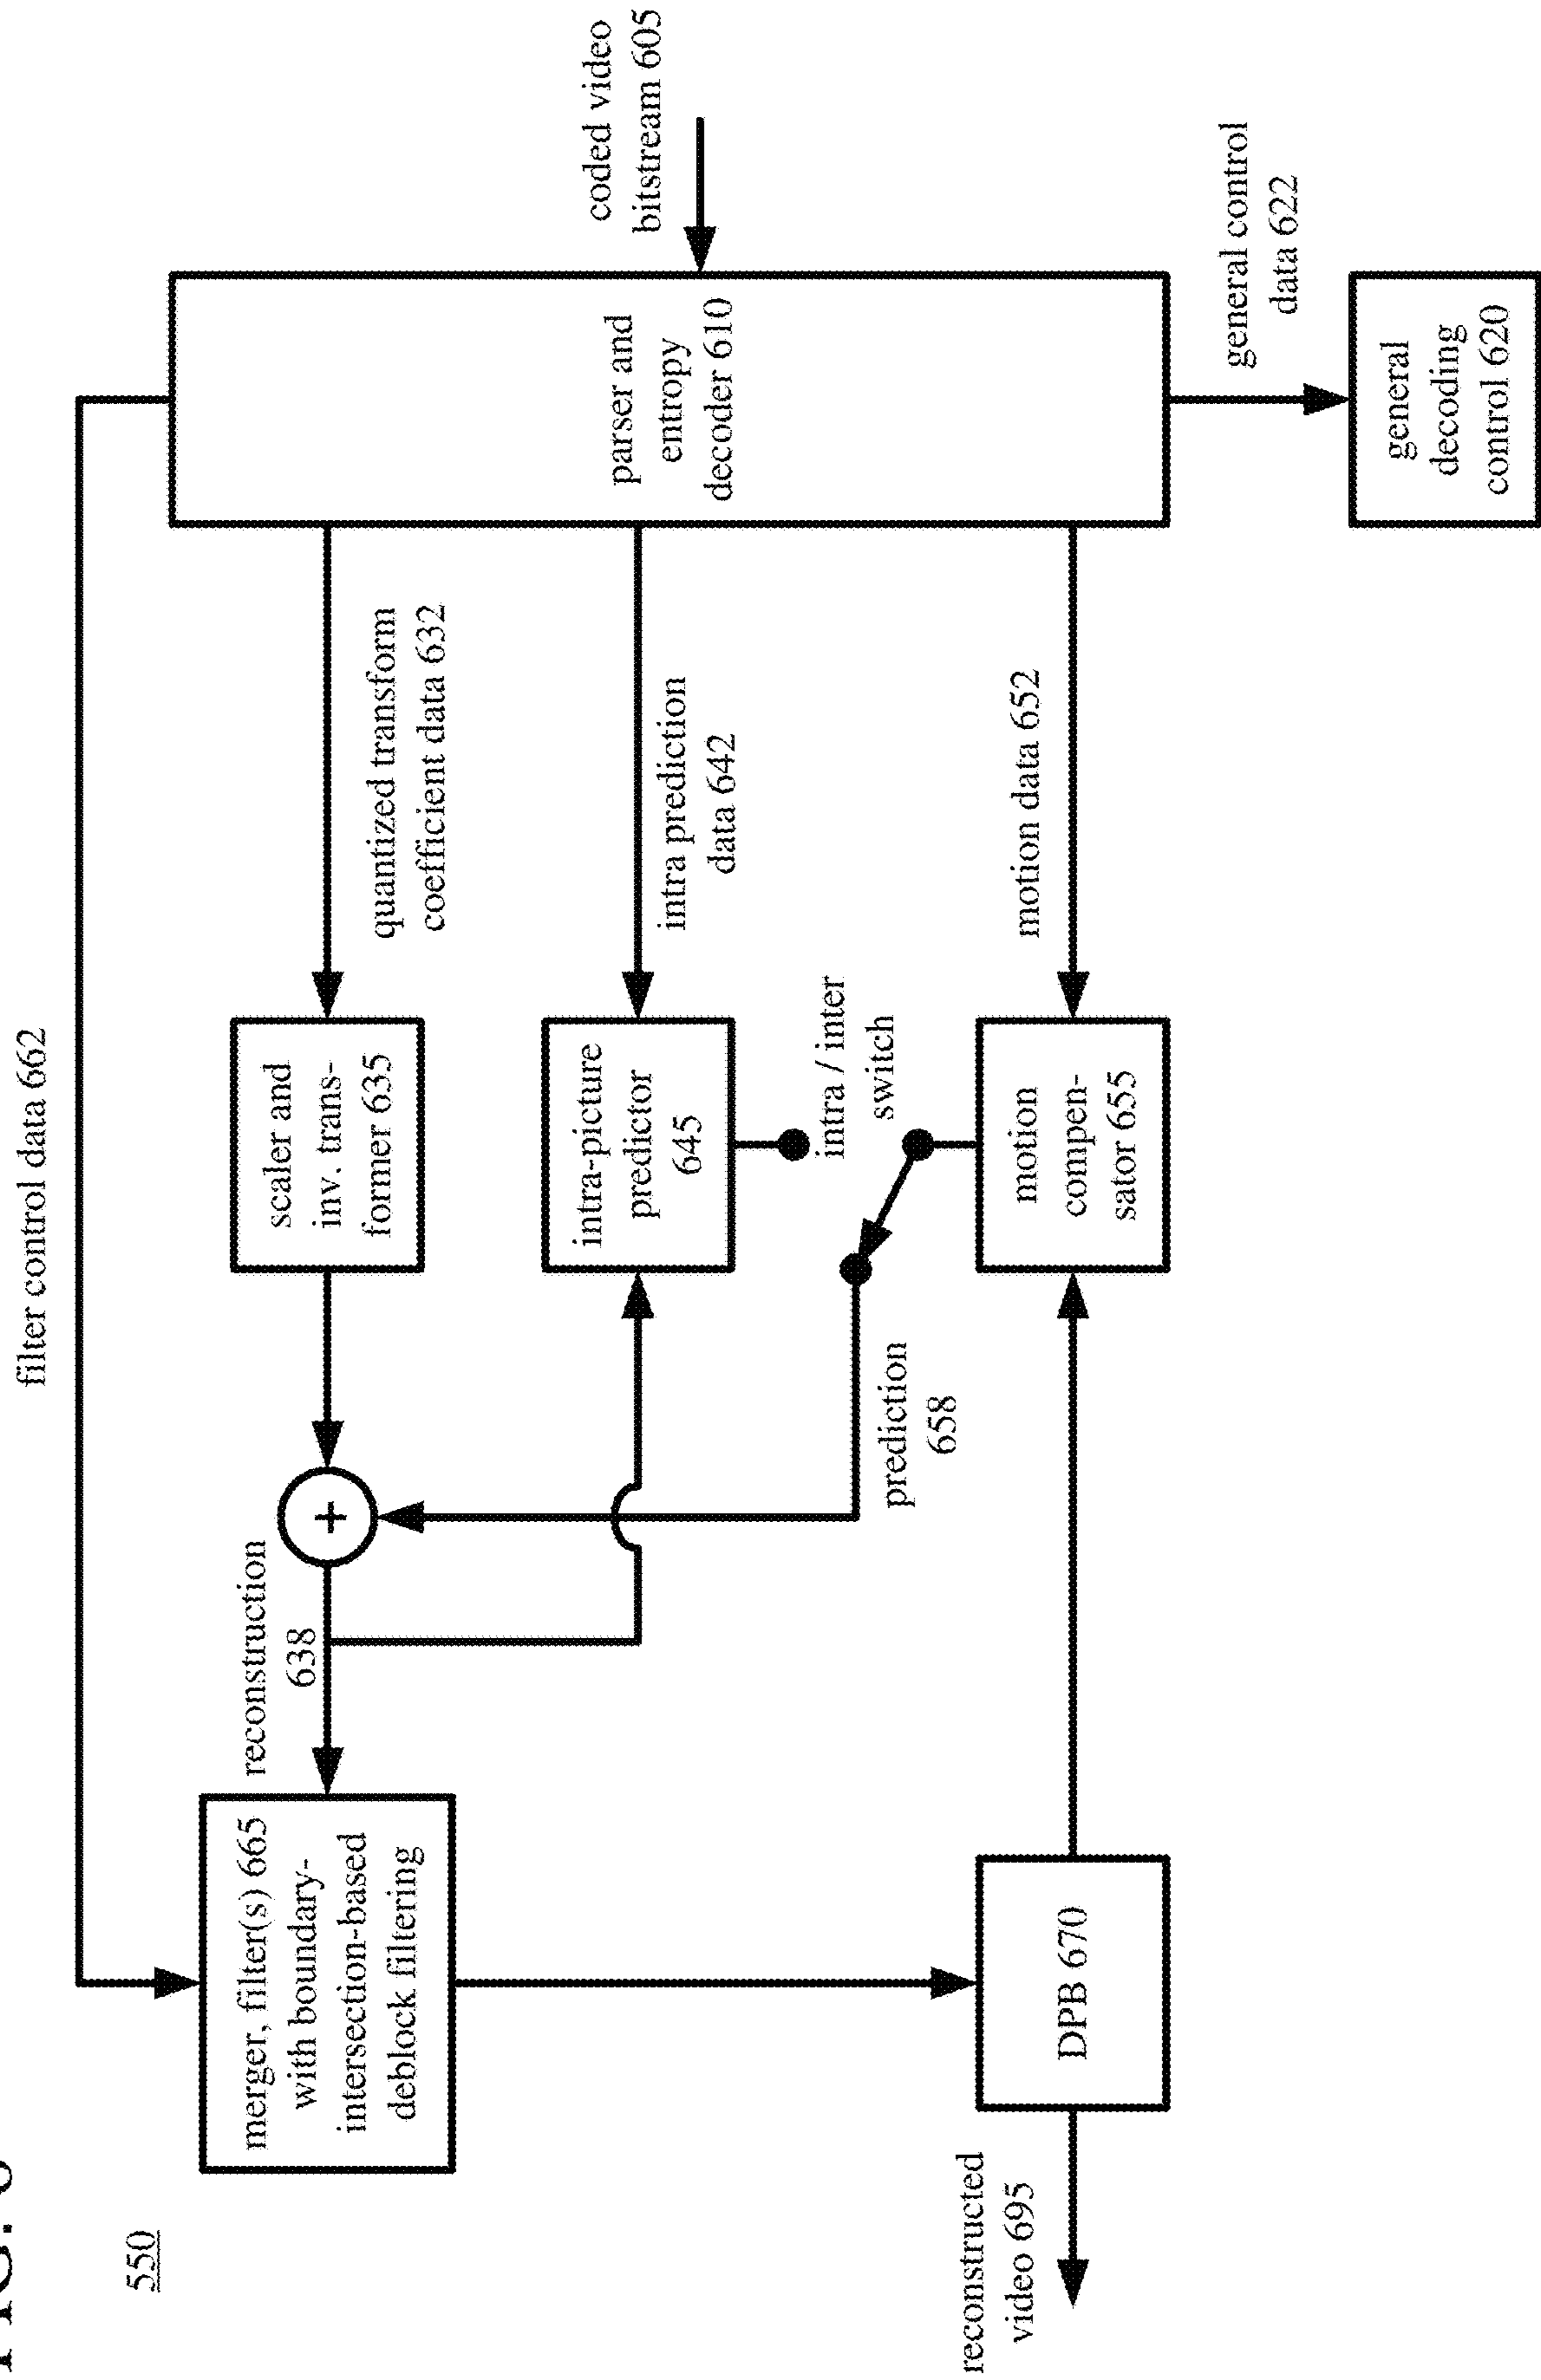 550
filter control data 662
merger, filter(s) 665
with boundary-
intersection-based
deblock filtering
reconstruction
638
+
scaler and
inv. trans-
former 635
quantized transform
coefficient data 632
parser and
entropy
decoder 610
coded video
bitstream 605
intra-picture
predictor
645
intra prediction
data 642
intra / inter
switch
prediction
658
motion
compen-
sator 655
motion data 652
reconstructed
video 695
DPB 670
general control
data 622
general
decoding
control 620